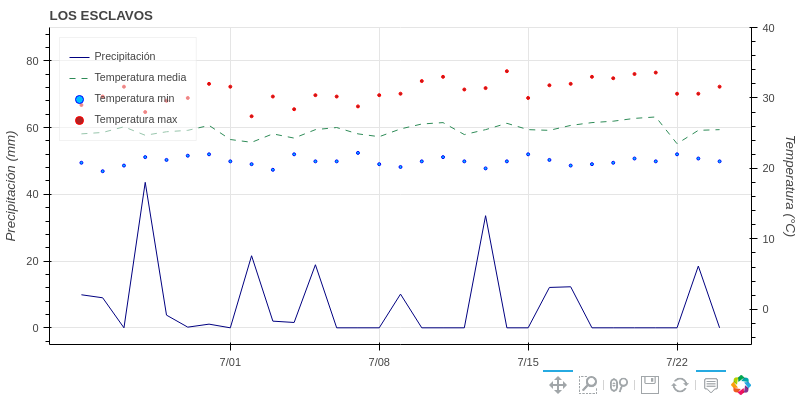 LOS ESCLAVOS
Precipitación
Temperatura media
Temperatura min
Temperatura max
Precipitación (mm)
80
60
40
20
0
Temperatura (°C)
40
30
20
10
0
7/01
7/08
7/15
7/22